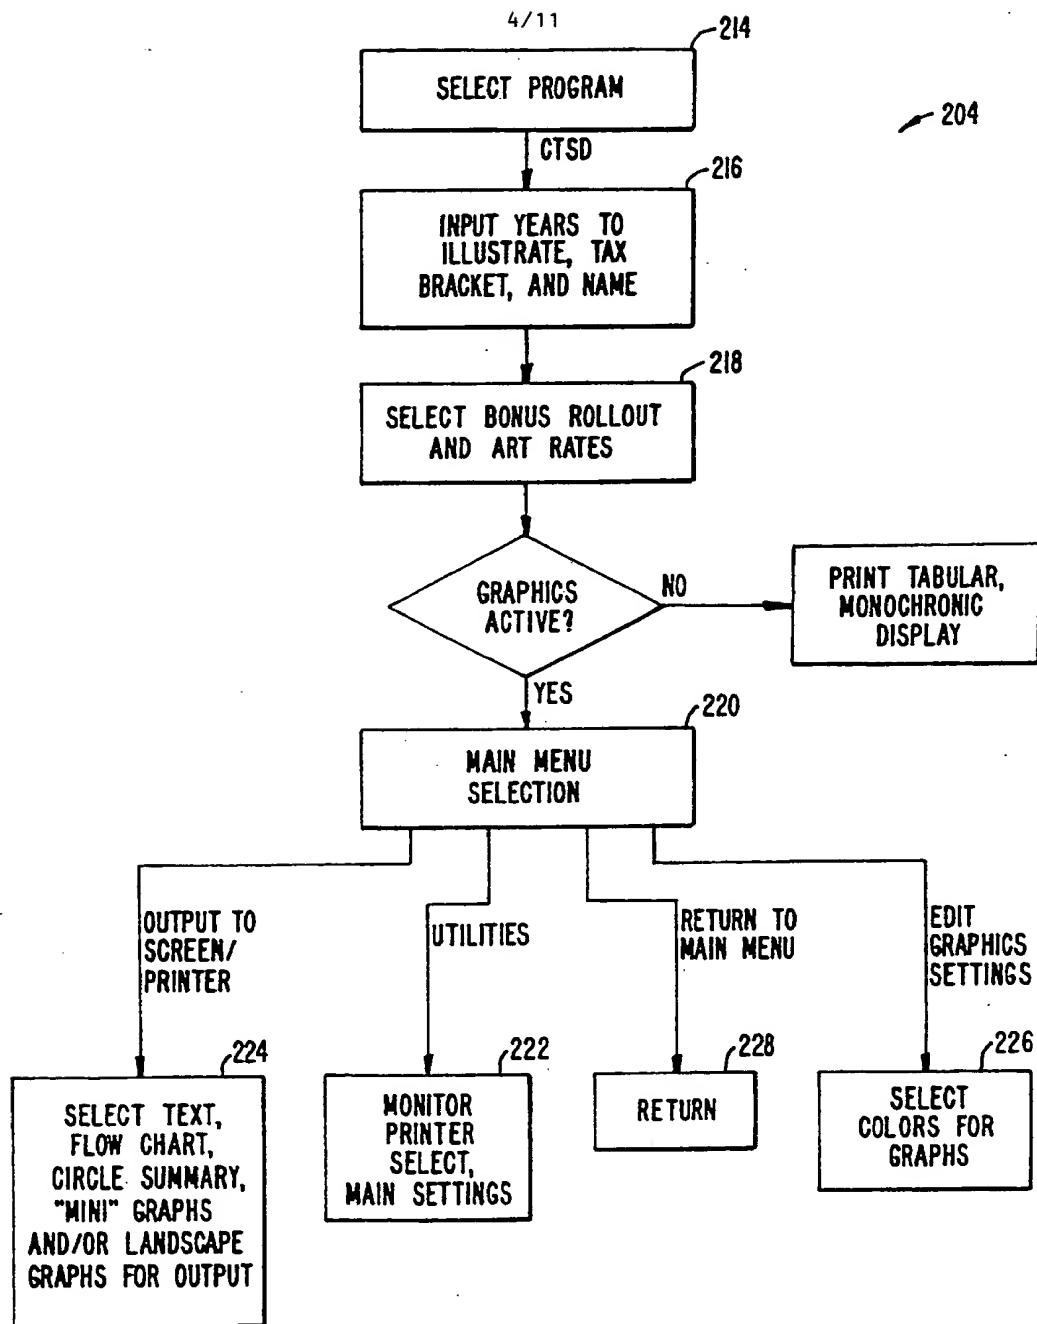 4/11
214
SELECT PROGRAM
204
CTSD
216
INPUT YEARS TO
ILLUSTRATE, TAX
BRACKET, AND NAME
218
SELECT BONUS ROLLOUT
AND ART RATES
GRAPHICS
ACTIVE?
NO
PRINT TABULAR,
MONOCHRONIC
DISPLAY
YES
220
MAIN MENU
SELECTION
OUTPUT TO
SCREEN/
PRINTER
UTILITIES
RETURN TO
MAIN MENU
EDIT
GRAPHICS
SETTINGS
224
SELECT TEXT,
FLOW CHART,
CIRCLE SUMMARY,
"MINI" GRAPHS
AND/OR LANDSCAPE
GRAPHS FOR OUTPUT
222
MONITOR
PRINTER
SELECT,
MAIN SETTINGS
228
RETURN
226
SELECT
COLORS FOR
GRAPHS